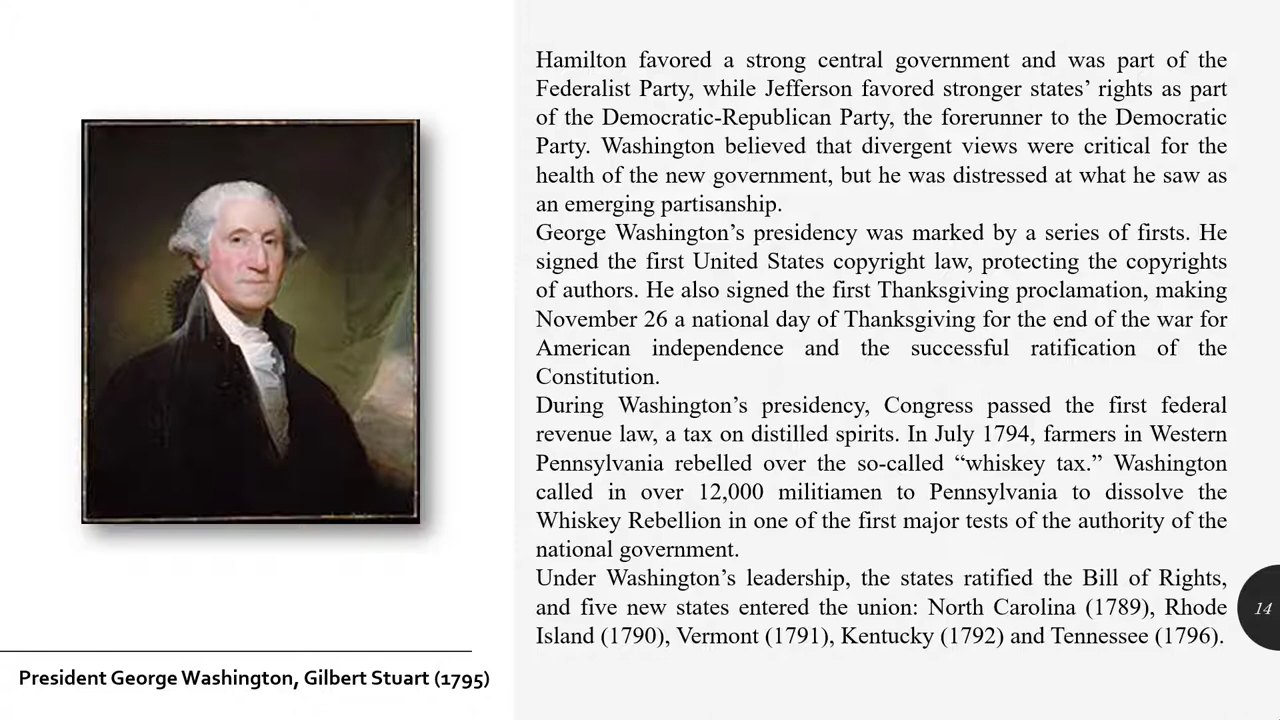 Hamilton favored a strong central government and was part of the
Federalist Party, while Jefferson favored stronger states’ rights as part
of the Democratic-Republican Party, the forerunner to the Democratic
Party. Washington believed that divergent views were critical for the
health of the new government, but he was distressed at what he saw as
an emerging partisanship.
George Washington’s presidency was marked by a series of firsts. He
signed the first United States copyright law, protecting the copyrights
of authors. He also signed the first Thanksgiving proclamation, making
November 26 a national day of Thanksgiving for the end of the war for
American independence and the successful ratification of the
Constitution.
During Washington’s presidency, Congress passed the first federal
revenue law, a tax on distilled spirits. In July 1794, farmers in Western
Pennsylvania rebelled over the so-called “whiskey tax.” Washington
called in over 12,000 militiamen to Pennsylvania to dissolve the
Whiskey Rebellion in one of the first major tests of the authority of the
national government.
Under Washington’s leadership, the states ratified the Bill of Rights,
and five new states entered the union: North Carolina (1789), Rhode
Island (1790), Vermont (1791), Kentucky (1792) and Tennessee (1796).
14
President George Washington, Gilbert Stuart (1795)